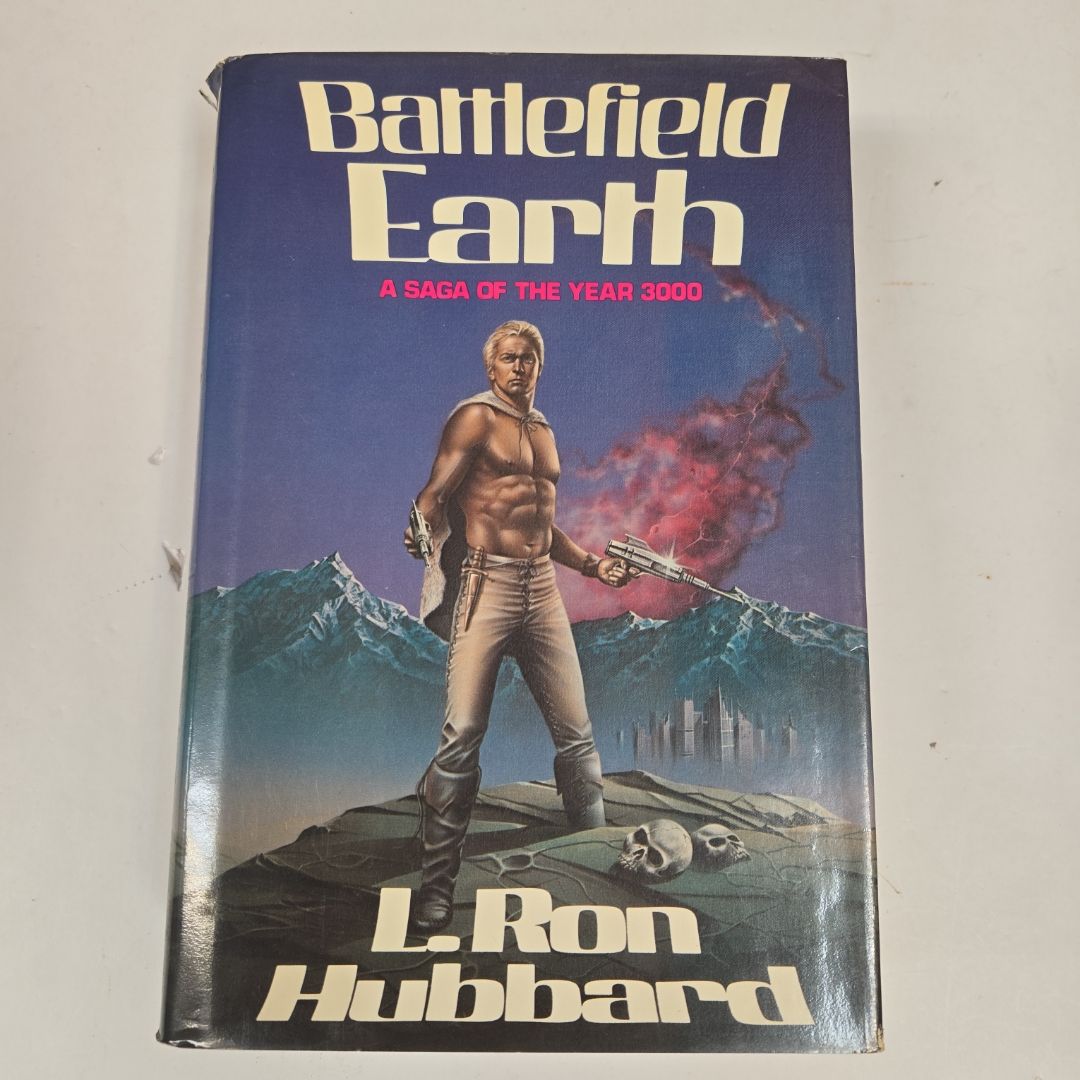 Battlefield
Earth
A SAGA OF THE YEAR 3000
L. Ron
Hubbard